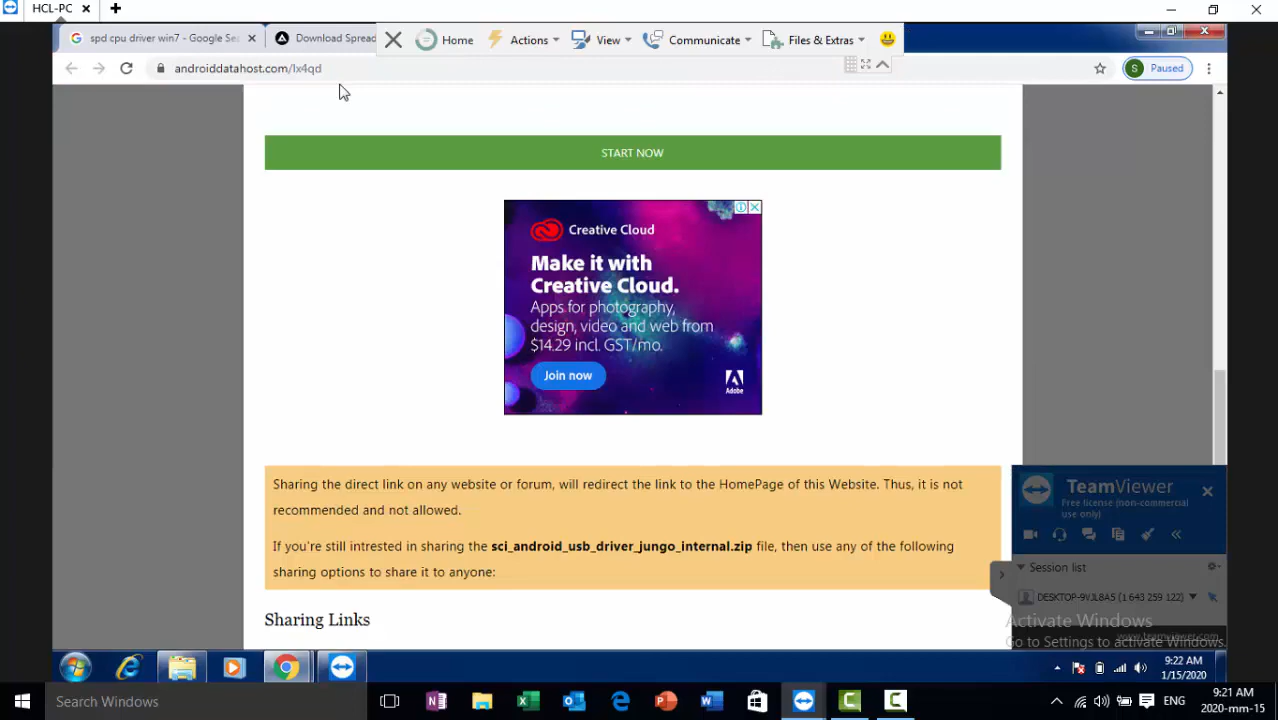 HCL-PC
spd cpu driver win7 - Google Sea
Download Spread
Home
Actions
View
Communicate
Files & Extras
androiddatahost.com/lx4qd
S
Paused
START NOW
Creative Cloud
Make it with
Creative Cloud.
Apps for photography,
design, video and web from
$14.29 incl. GST/mo.
Join now
Adobe
Sharing the direct link on any website or forum, will redirect the link to the HomePage of this Website. Thus, it is not
recommended and not allowed.
If you're still intrested in sharing the sci_android_usb_driver_jungo_internal.zip file, then use any of the following
sharing options to share it to anyone:
Sharing Links
TeamViewer
Free license (non-commercial
use only)
Session list
DESKTOP-9VJL8A5 (1 643 259 122)
www.teamviewer.com
Activate Windows
Go to Settings to activate Windows.
9:22 AM
1/15/2020
Search Windows
ENG
9:21 AM
2020-mm-15